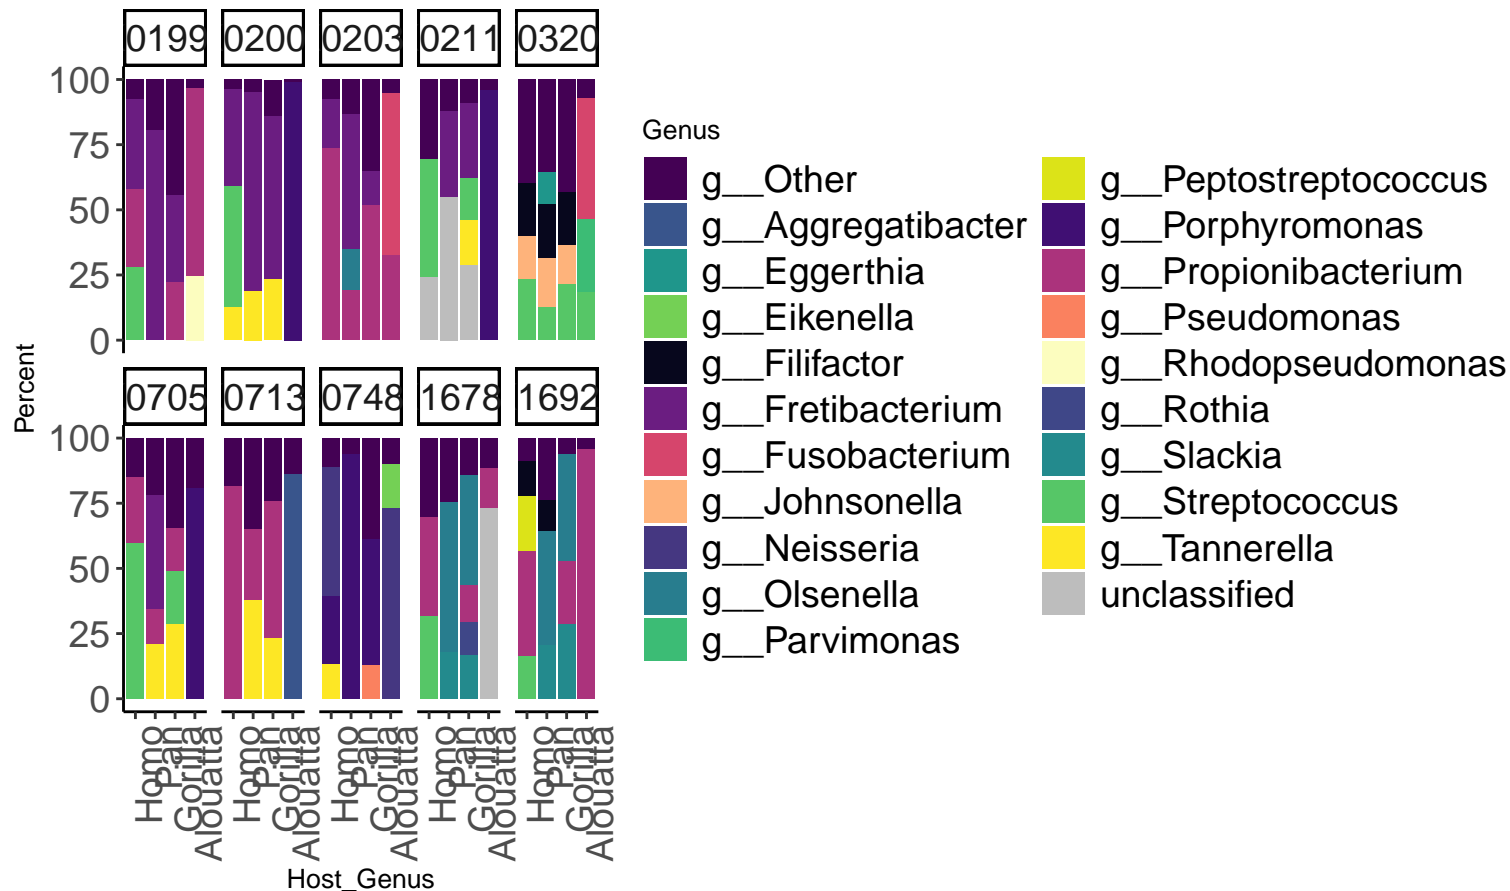 0199 0200 0203 0211 0320
100
75
50
25
0
0705 0713 0748 1678 1692
100
75
50
25
0
Percent
Homo Pan Gorilla Alouatta Homo Pan Gorilla Alouatta Homo Pan Gorilla Alouatta Homo Pan Gorilla Alouatta Homo Pan Gorilla Alouatta
Host_Genus
Genus
g__Other
g__Aggregatibacter
g__Eggerthia
g__Eikenella
g__Filifactor
g__Fretibacterium
g__Fusobacterium
g__Johnsonella
g__Neisseria
g__Olsenella
g__Parvimonas
g__Peptostreptococcus
g__Porphyromonas
g__Propionibacterium
g__Pseudomonas
g__Rhodopseudomonas
g__Rothia
g__Slackia
g__Streptococcus
g__Tannerella
unclassified